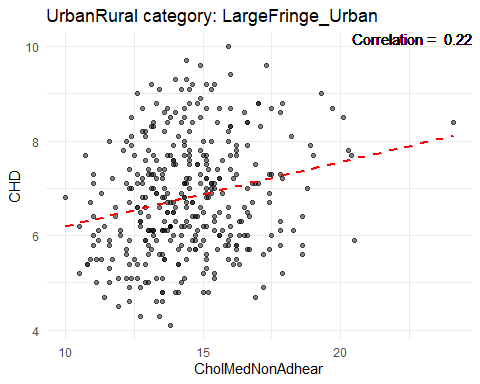 UrbanRural category: LargeFringe_Urban
Correlation = 0.22
10
8
6
4
CHD
10
15
20
CholMedNonAdhear